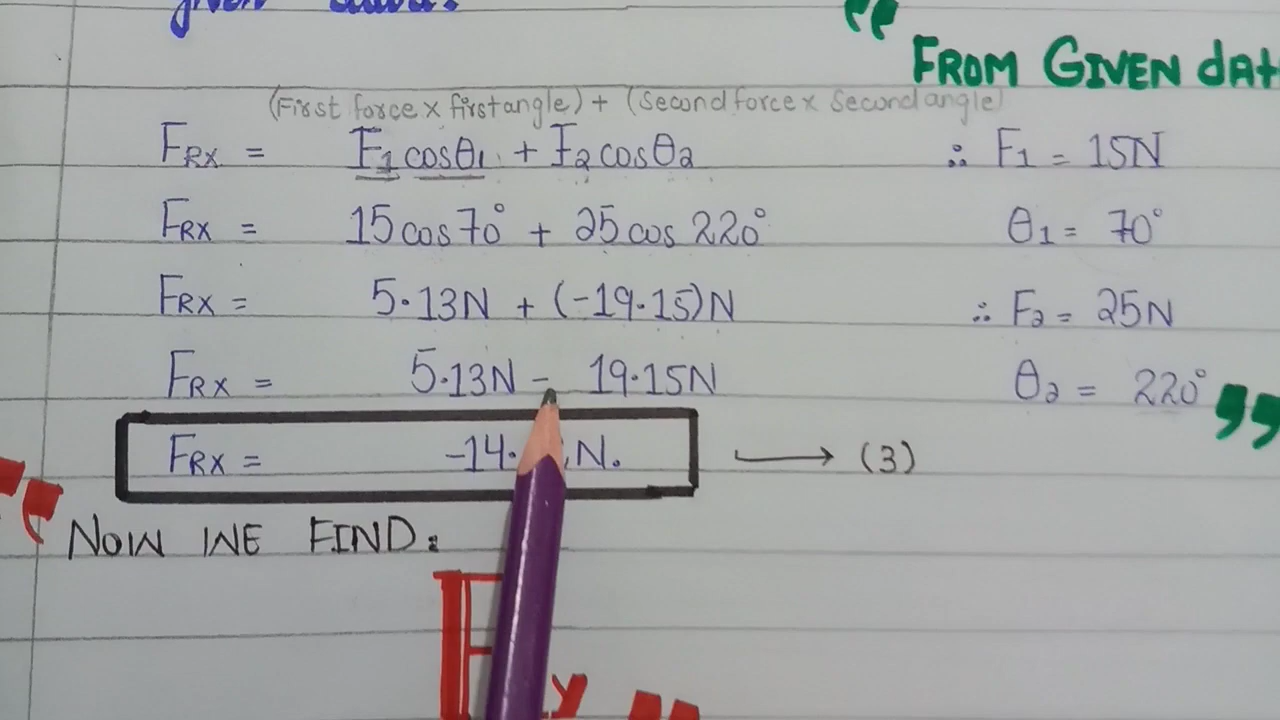 given data:
FROM GIVEN dAT
(First force x first angle) + (Second force x Second angle)
FRX = F1 cosθ1 + F2 cosθ2 ∴ F1 = 15N
FRX = 15 cos 70° + 25 cos 220° θ1 = 70°
FRX = 5.13N + (-19.15)N ∴ F2 = 25N
FRX = 5.13N - 19.15N θ2 = 220°
FRX = -14. N. → (3)
NOW WE FIND: